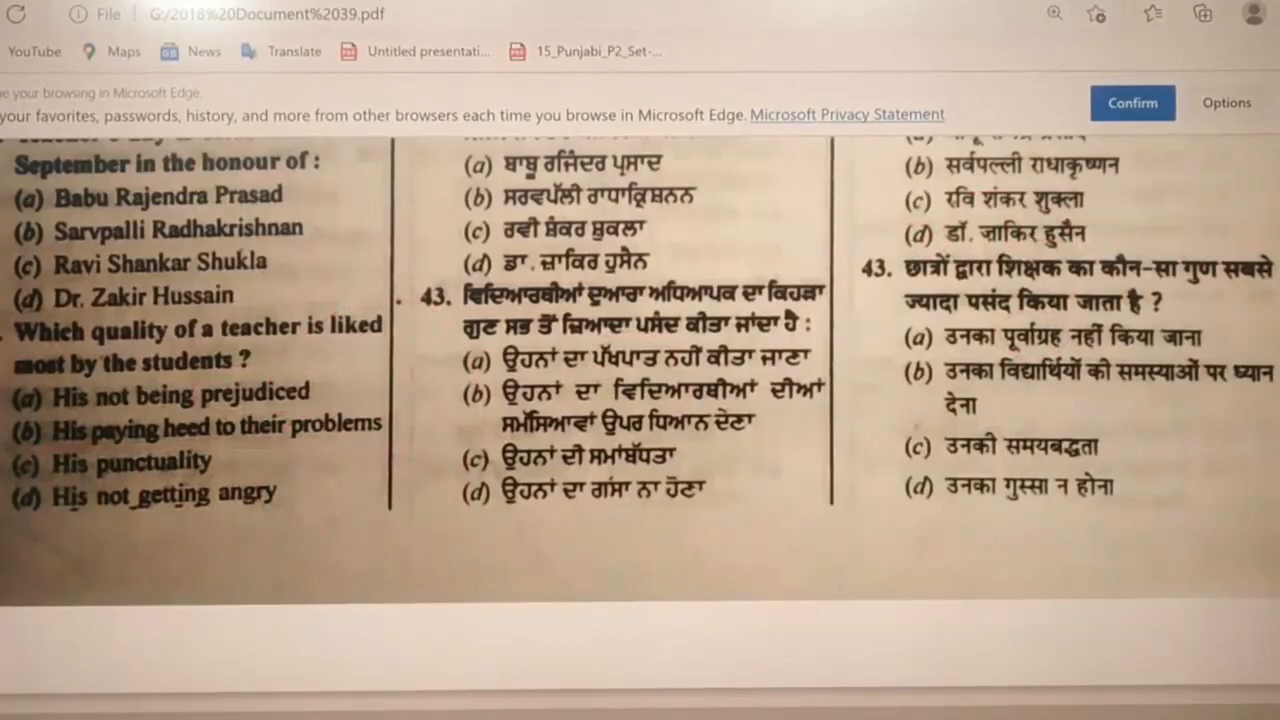 File G:/2018%20Document%2039.pdf
YouTube Maps News Translate Untitled presentati... 15_Punjabi_P2_Set-...
your browsing in Microsoft Edge
your favorites, passwords, history, and more from other browsers each time you browse in Microsoft Edge. Microsoft Privacy Statement
Confirm
Options
September in the honour of :
(a) Babu Rajendra Prasad
(b) Sarvpalli Radhakrishnan
(c) Ravi Shankar Shukla
(d) Dr. Zakir Hussain
Which quality of a teacher is liked
most by the students ?
(a) His not being prejudiced
(b) His paying heed to their problems
(c) His punctuality
(d) His not getting angry
(a) ਬਾਬੂ ਰਜਿੰਦਰ ਪ੍ਰਸਾਦ
(b) ਸਰਵਪੱਲੀ ਰਾਧਾਕ੍ਰਿਸ਼ਨਨ
(c) ਰਵੀ ਸ਼ੰਕਰ ਸ਼ੁਕਲਾ
(d) ਡਾ. ਜ਼ਾਕਿਰ ਹੁਸੈਨ
43. ਵਿਦਿਆਰਥੀਆਂ ਦੁਆਰਾ ਅਧਿਆਪਕ ਦਾ ਕਿਹੜਾ
ਗੁਣ ਸਭ ਤੋਂ ਜ਼ਿਆਦਾ ਪਸੰਦ ਕੀਤਾ ਜਾਂਦਾ ਹੈ :
(a) ਉਹਨਾਂ ਦਾ ਪੱਖਪਾਤ ਨਹੀਂ ਕੀਤਾ ਜਾਣਾ
(b) ਉਹਨਾਂ ਦਾ ਵਿਦਿਆਰਥੀਆਂ ਦੀਆਂ
ਸਮੱਸਿਆਵਾਂ ਉਪਰ ਧਿਆਨ ਦੇਣਾ
(c) ਉਹਨਾਂ ਦੀ ਸਮਾਂਬੱਧਤਾ
(d) ਉਹਨਾਂ ਦਾ ਗੁੱਸਾ ਨਾ ਹੋਣਾ
(b) सर्वपल्ली राधाकृष्णन
(c) रवि शंकर शुक्ला
(d) डॉ. ज़ाकिर हुसैन
43. छात्रों द्वारा शिक्षक का कौन-सा गुण सबसे
ज्यादा पसंद किया जाता है ?
(a) उनका पूर्वाग्रह नहीं किया जाना
(b) उनका विद्यार्थियों की समस्याओं पर ध्यान
देना
(c) उनकी समयबद्धता
(d) उनका गुस्सा न होना